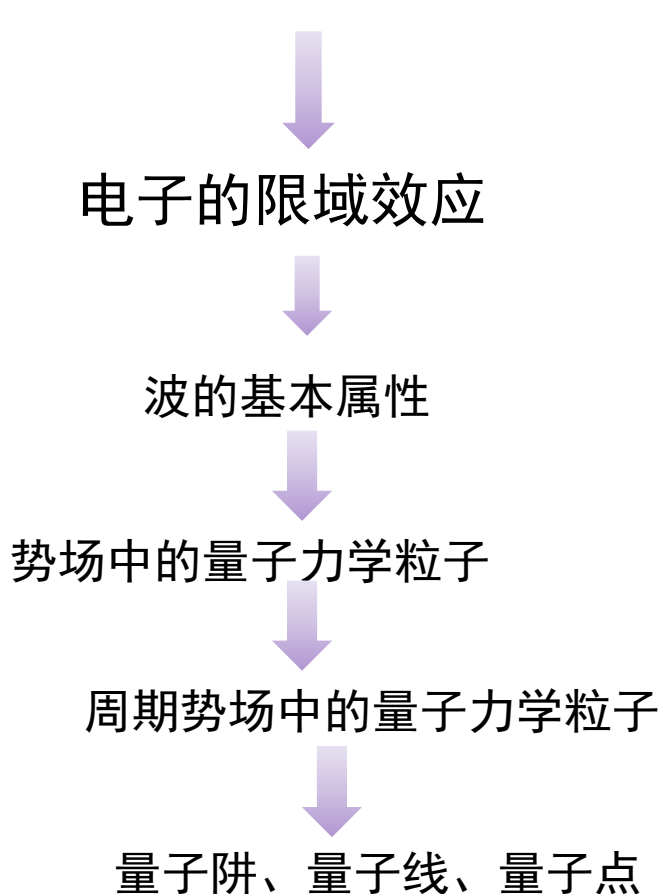 电子的限域效应
波的基本属性
势场中的量子力学粒子
周期势场中的量子力学粒子
量子阱、量子线、量子点